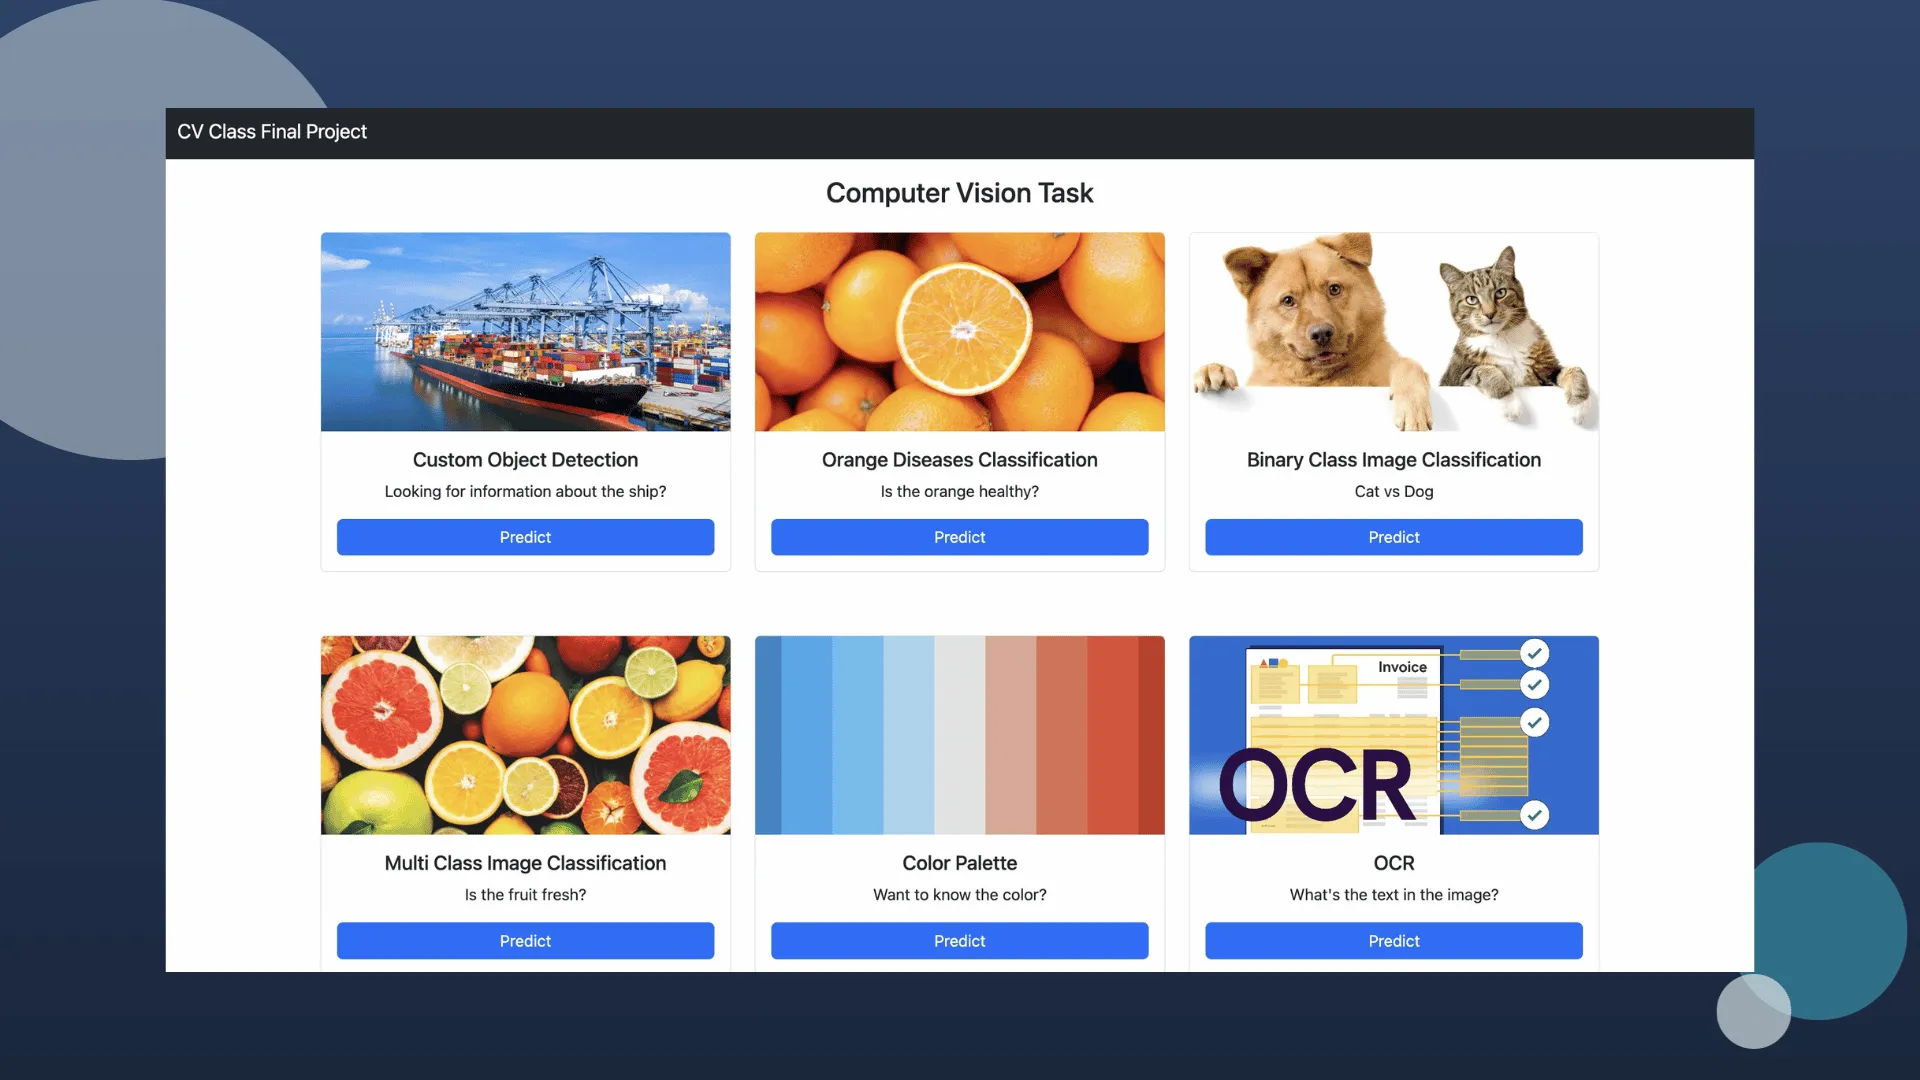 CV Class Final Project
Computer Vision Task
Custom Object Detection
Looking for information about the ship?
Predict
Orange Diseases Classification
Is the orange healthy?
Predict
Binary Class Image Classification
Cat vs Dog
Predict
Multi Class Image Classification
Is the fruit fresh?
Predict
Color Palette
Want to know the color?
Predict
Invoice
OCR
OCR
What's the text in the image?
Predict